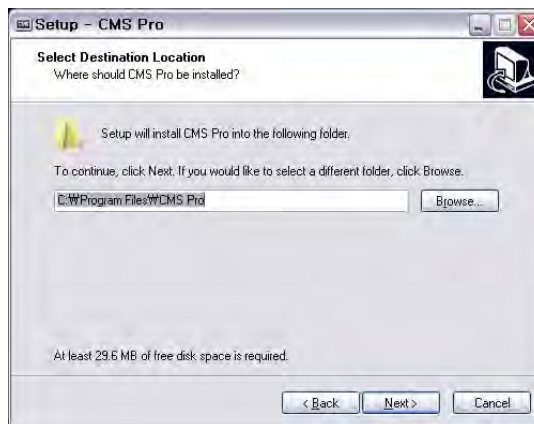 Setup - CMS Pro
Select Destination Location
Where should CMS Pro be installed?
Setup will install CMS Pro into the following folder.
To continue, click Next. If you would like to select a different folder, click Browse.
C:₩Program Files₩CMS Pro
Browse...
At least 29.6 MB of free disk space is required.
< Back
Next >
Cancel